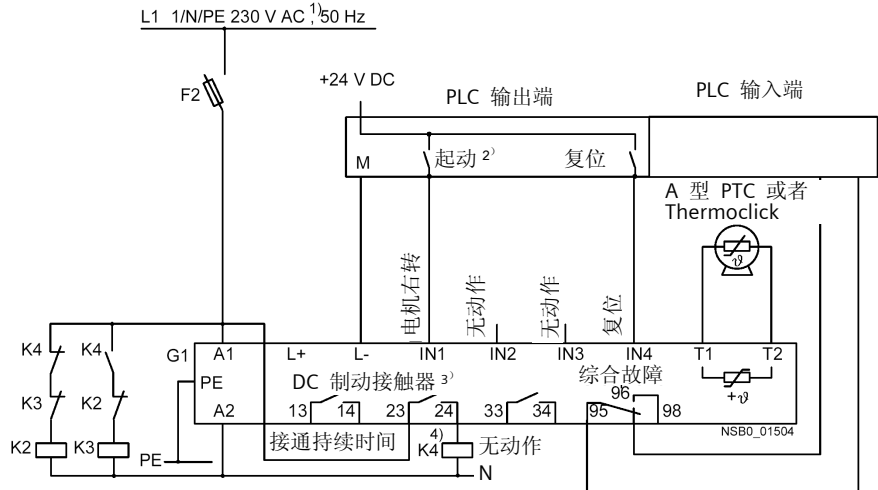 L1 1/N/PE 230 V AC 1), 50 Hz
+24 V DC
F2
PLC 输出端
PLC 输入端
M
起动 2)
复位
A 型 PTC 或者
Thermoclick
ϑ
电机右转
无动作
无动作
复位
K4
K4
G1
A1
L+
L-
IN1
IN2
IN3
IN4
T1
T2
PE
DC 制动接触器 3)
综合故障
+ϑ
K3
K2
A2
13
14
23
24
33
34
95
96
98
NSB0_01504
K2
K3
接通持续时间
4)
K4
无动作
PE
N